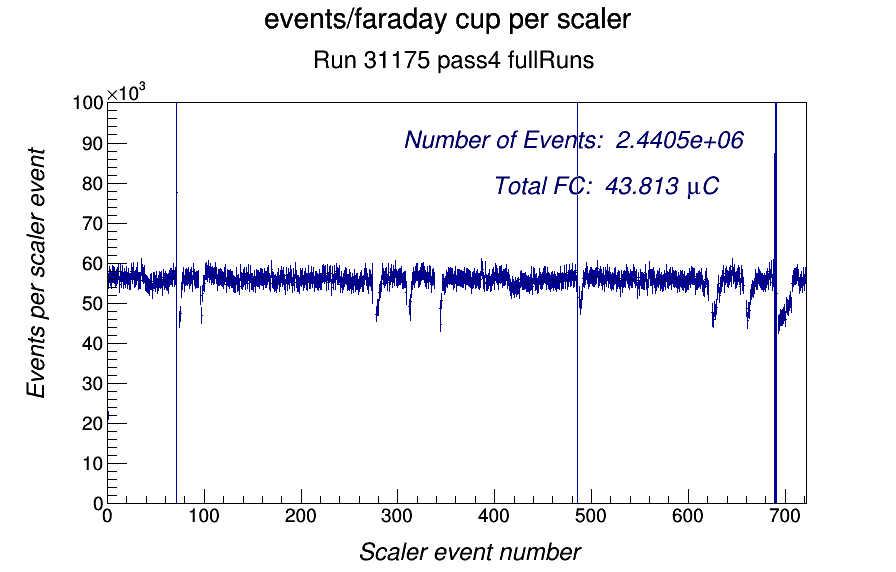 events/faraday cup per scaler
Run 31175 pass4 fullRuns
×10³
100
90
80
70
60
50
40
30
20
10
0
Events per scaler event
Number of Events: 2.4405e+06
Total FC: 43.813 μC
0 100 200 300 400 500 600 700
Scaler event number